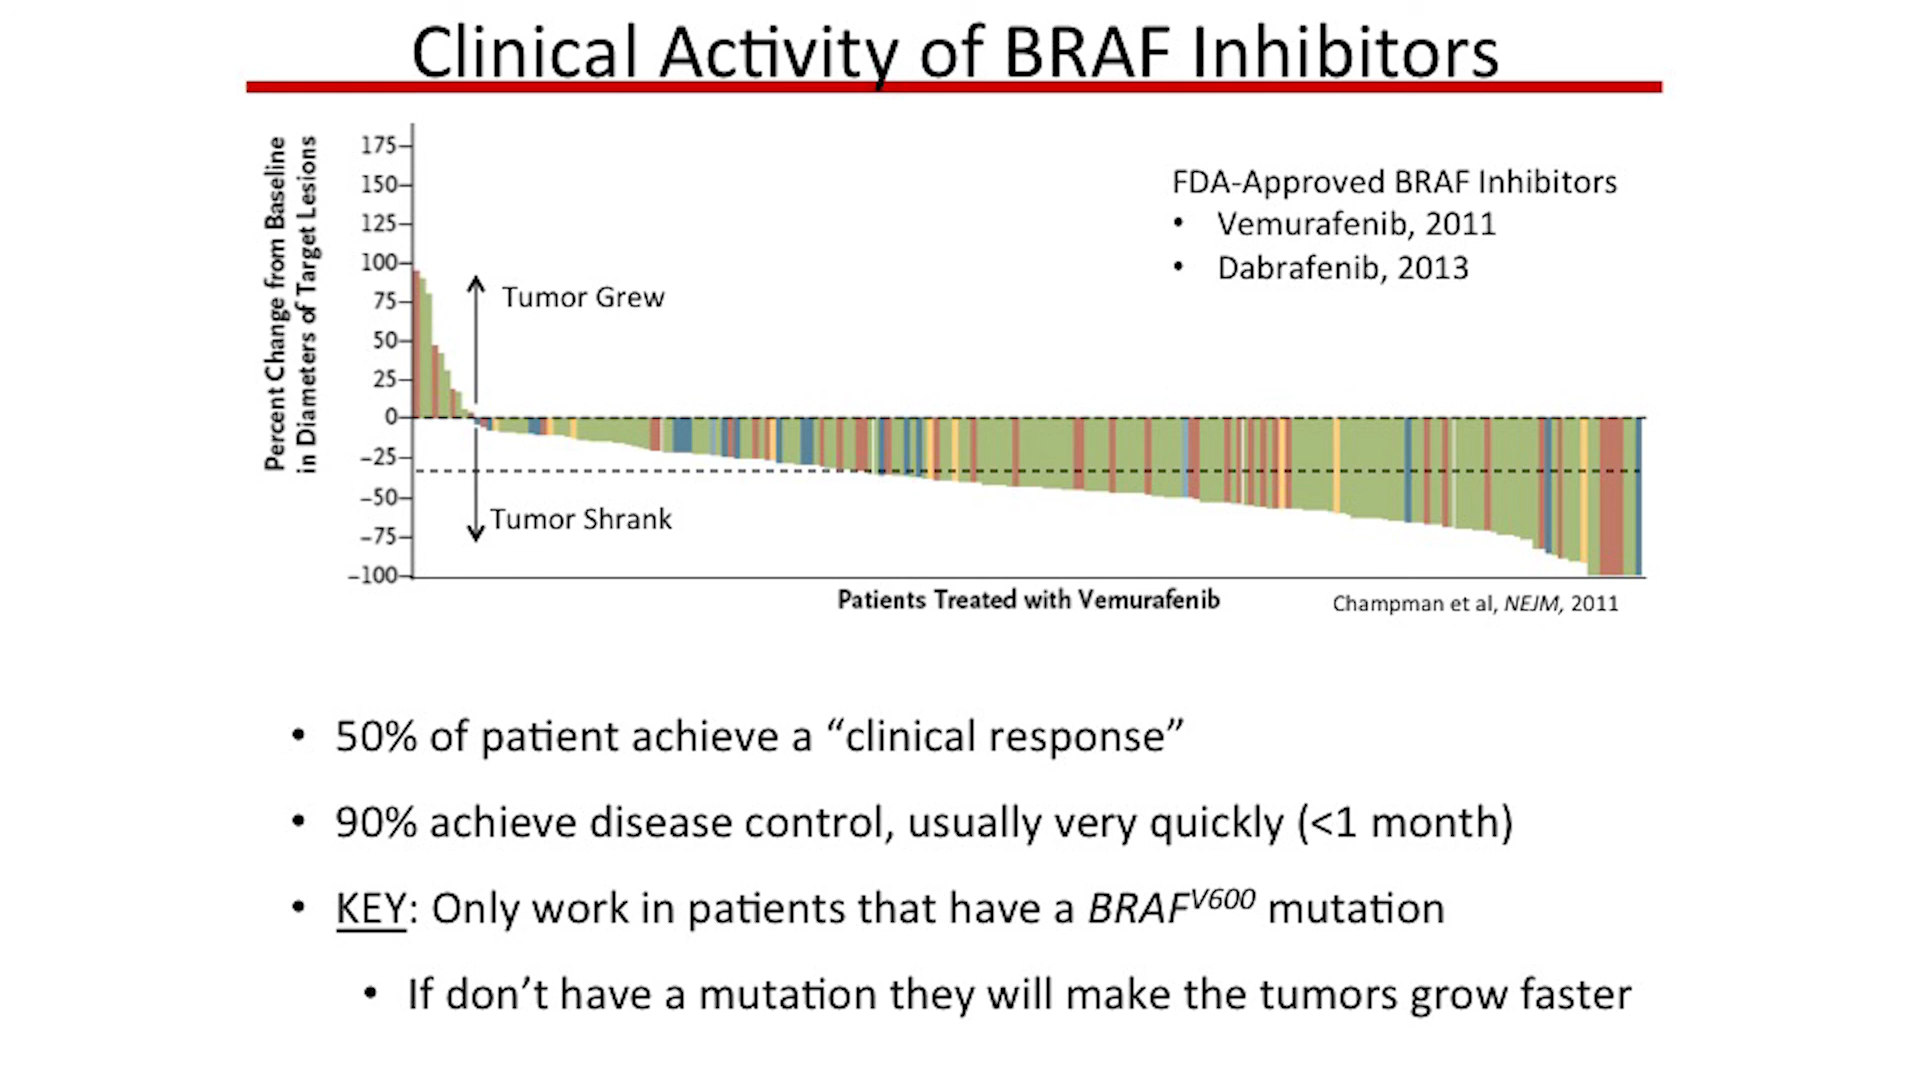 Clinical Activity of BRAF Inhibitors
Percent Change from Baseline
in Diameters of Target Lesions
175
150
125
100
75
50
25
0
−25
−50
−75
−100
Tumor Grew
Tumor Shrank
FDA-Approved BRAF Inhibitors
• Vemurafenib, 2011
• Dabrafenib, 2013
Patients Treated with Vemurafenib
Champman et al, NEJM, 2011
• 50% of patient achieve a “clinical response”
• 90% achieve disease control, usually very quickly (<1 month)
• KEY: Only work in patients that have a BRAFV600 mutation
• If don’t have a mutation they will make the tumors grow faster